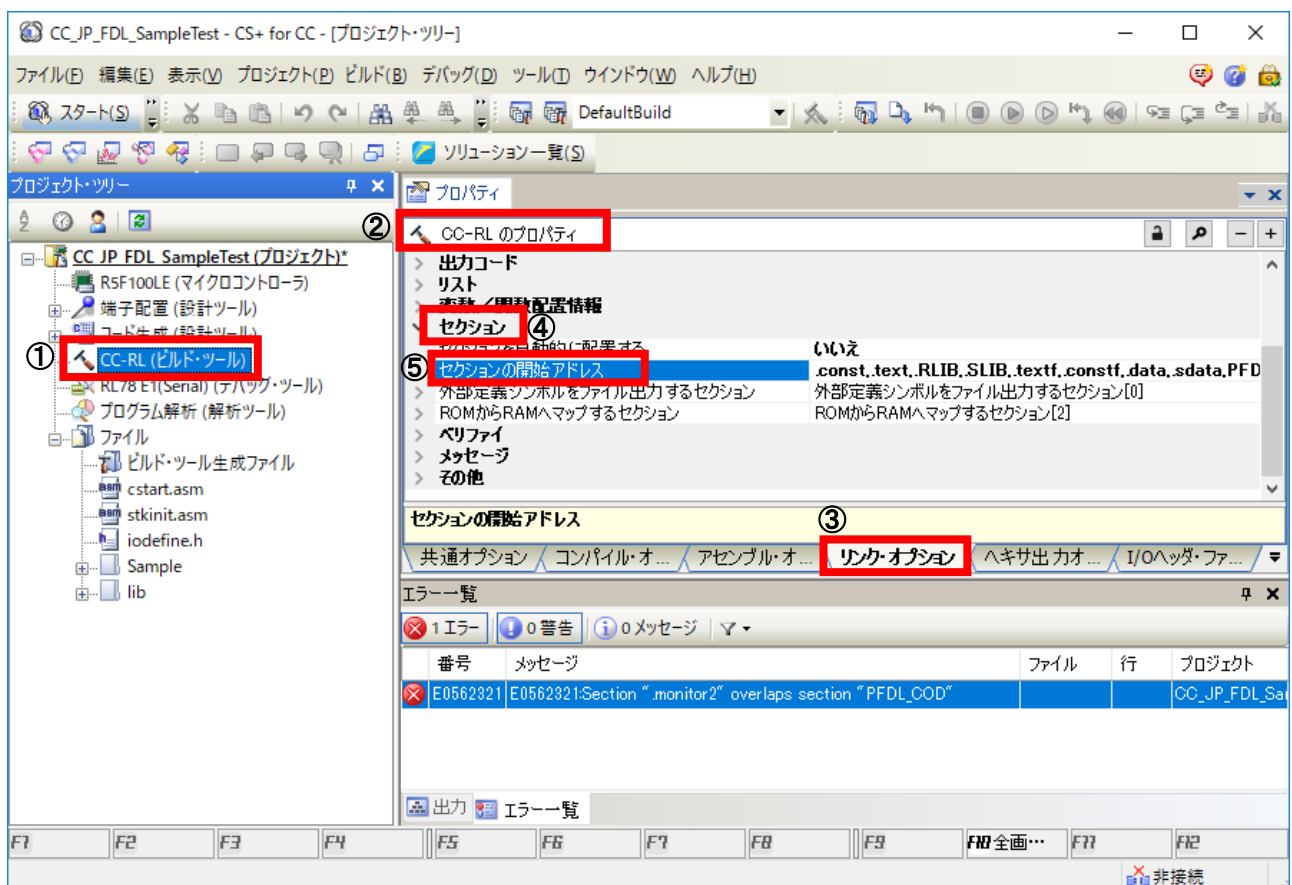 CC_JP_FDL_SampleTest - CS+ for CC - [プロジェクト・ツリー]
ファイル(F) 編集(E) 表示(V) プロジェクト(P) ビルド(B) デバッグ(D) ツール(T) ウインドウ(W) ヘルプ(H)
スタート(S) DefaultBuild
ソリューション一覧(S)
プロジェクト・ツリー
プロパティ
②
CC-RL のプロパティ
CC_JP_FDL_SampleTest (プロジェクト)*
R5F100LE (マイクロコントローラ)
端子配置 (設計ツール)
コード生成 (設計ツール)
①
CC-RL (ビルド・ツール)
RL78 E1(Serial) (デバッグ・ツール)
プログラム解析 (解析ツール)
ファイル
ビルド・ツール生成ファイル
cstart.asm
stkinit.asm
iodefine.h
Sample
lib
出力コード
リスト
変数/関数配置情報
セクション ④
セクションを自動的に配置する いいえ
⑤ セクションの開始アドレス .const,.text,.RLIB,.SLIB,.textf,.constf,.data,.sdata,PFD
外部定義シンボルをファイル出力するセクション 外部定義シンボルをファイル出力するセクション[0]
ROMからRAMへマップするセクション ROMからRAMへマップするセクション[2]
ベリファイ
メッセージ
その他
セクションの開始アドレス
③
共通オプション コンパイル・オ... アセンブル・オ... リンク・オプション ヘキサ出力オ... I/Oヘッダ・ファ...
エラー一覧
1 エラー 0 警告 0 メッセージ
番号 メッセージ ファイル 行 プロジェクト
E0562321 E0562321:Section ".monitor2" overlaps section "PFDL_COD" CC_JP_FDL_Sa
出力 エラー一覧
F1 F2 F3 F4 F5 F6 F7 F8 F9 F10 全画… F11 F12
非接続